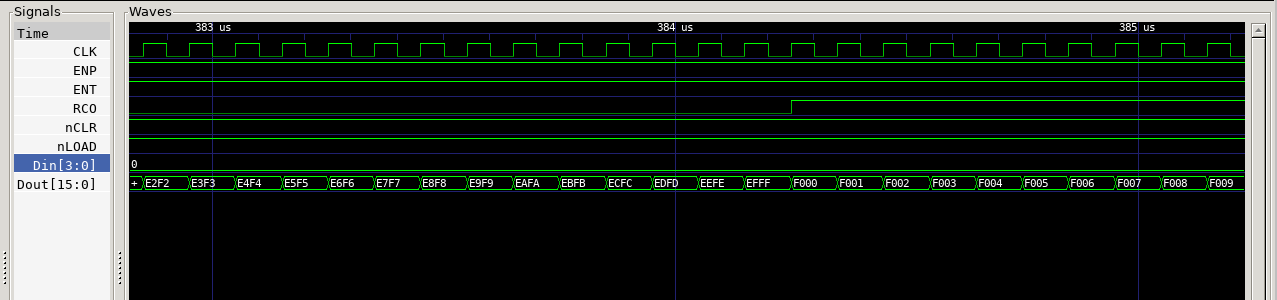 Signals
Waves
Time
383 us
384 us
385 us
CLK
ENP
ENT
RCO
nCLR
nLOAD
Din[3:0]
0
Dout[15:0]
+ E2F2 E3F3 E4F4 E5F5 E6F6 E7F7 E8F8 E9F9 EAFA EBFB ECFC EDFD EEFE EFFF F000 F001 F002 F003 F004 F005 F006 F007 F008 F009